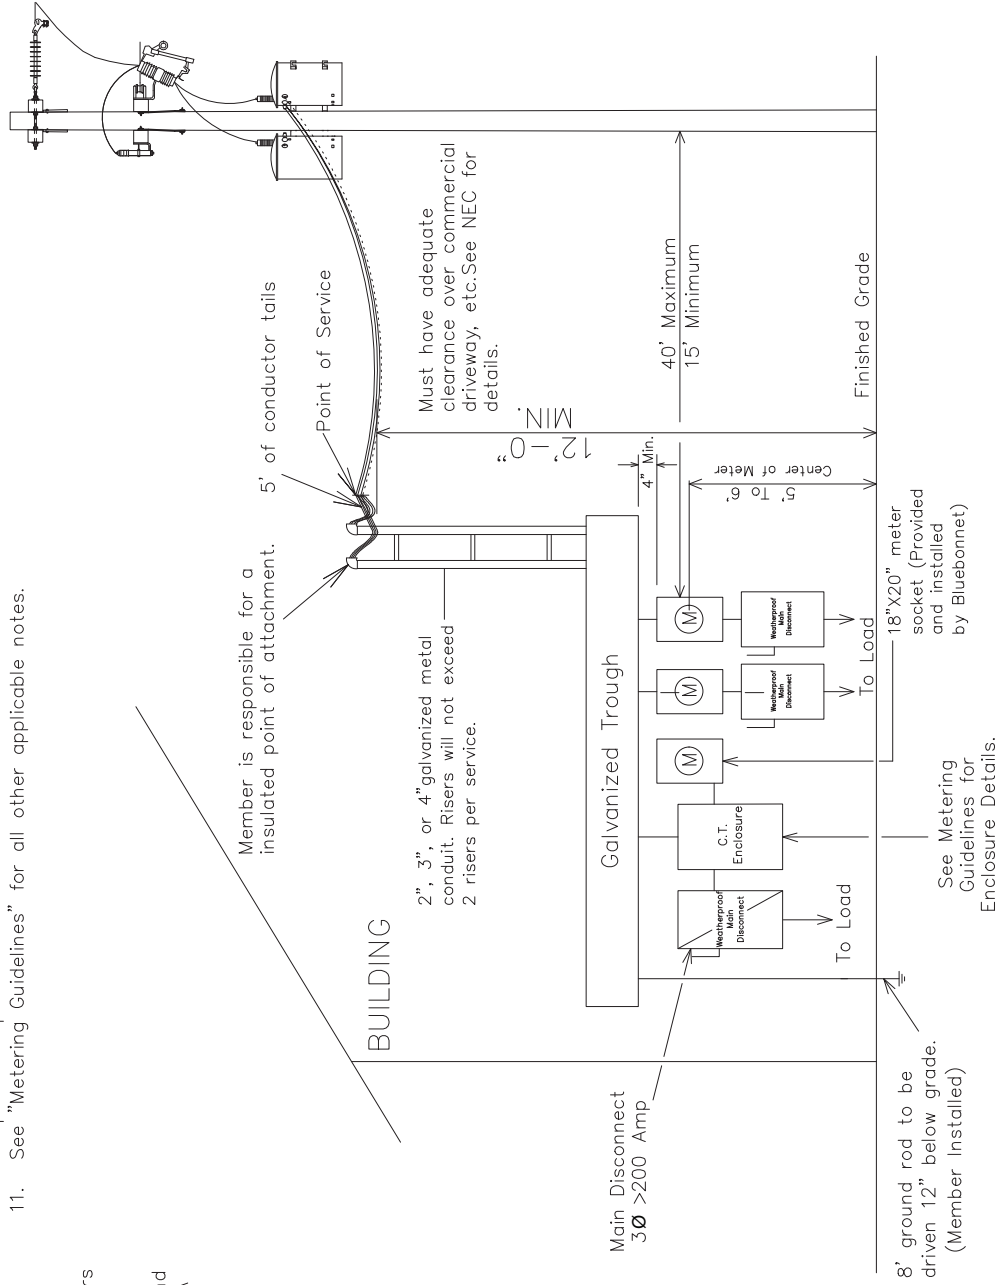 11. See "Metering Guidelines" for all other applicable notes.
Member is responsible for a
insulated point of attachment.
5' of conductor tails
Point of Service
Must have adequate
clearance over commercial
driveway, etc.See NEC for
details.
BUILDING
2", 3", or 4" galvanized metal
conduit. Risers will not exceed
2 risers per service.
12'-0"
MIN.
40' Maximum
15' Minimum
4" Min.
5' To 6'
Center of Meter
Finished Grade
Galvanized Trough
M
M
M
Weatherproof
Main
Disconnect
Weatherproof
Main
Disconnect
C.T.
Enclosure
Weatherproof
Main
Disconnect
To Load
To Load
Main Disconnect
3Ø >200 Amp
18"X20" meter
socket (Provided
and installed
by Bluebonnet)
See Metering
Guidelines for
Enclosure Details.
8' ground rod to be
driven 12" below grade.
(Member Installed)